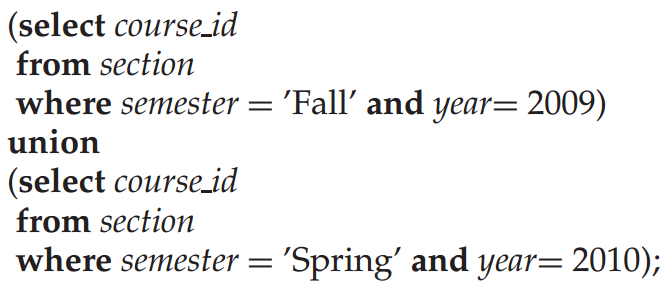 (select course_id
from section
where semester = ’Fall’ and year= 2009)
union
(select course_id
from section
where semester = ’Spring’ and year= 2010);